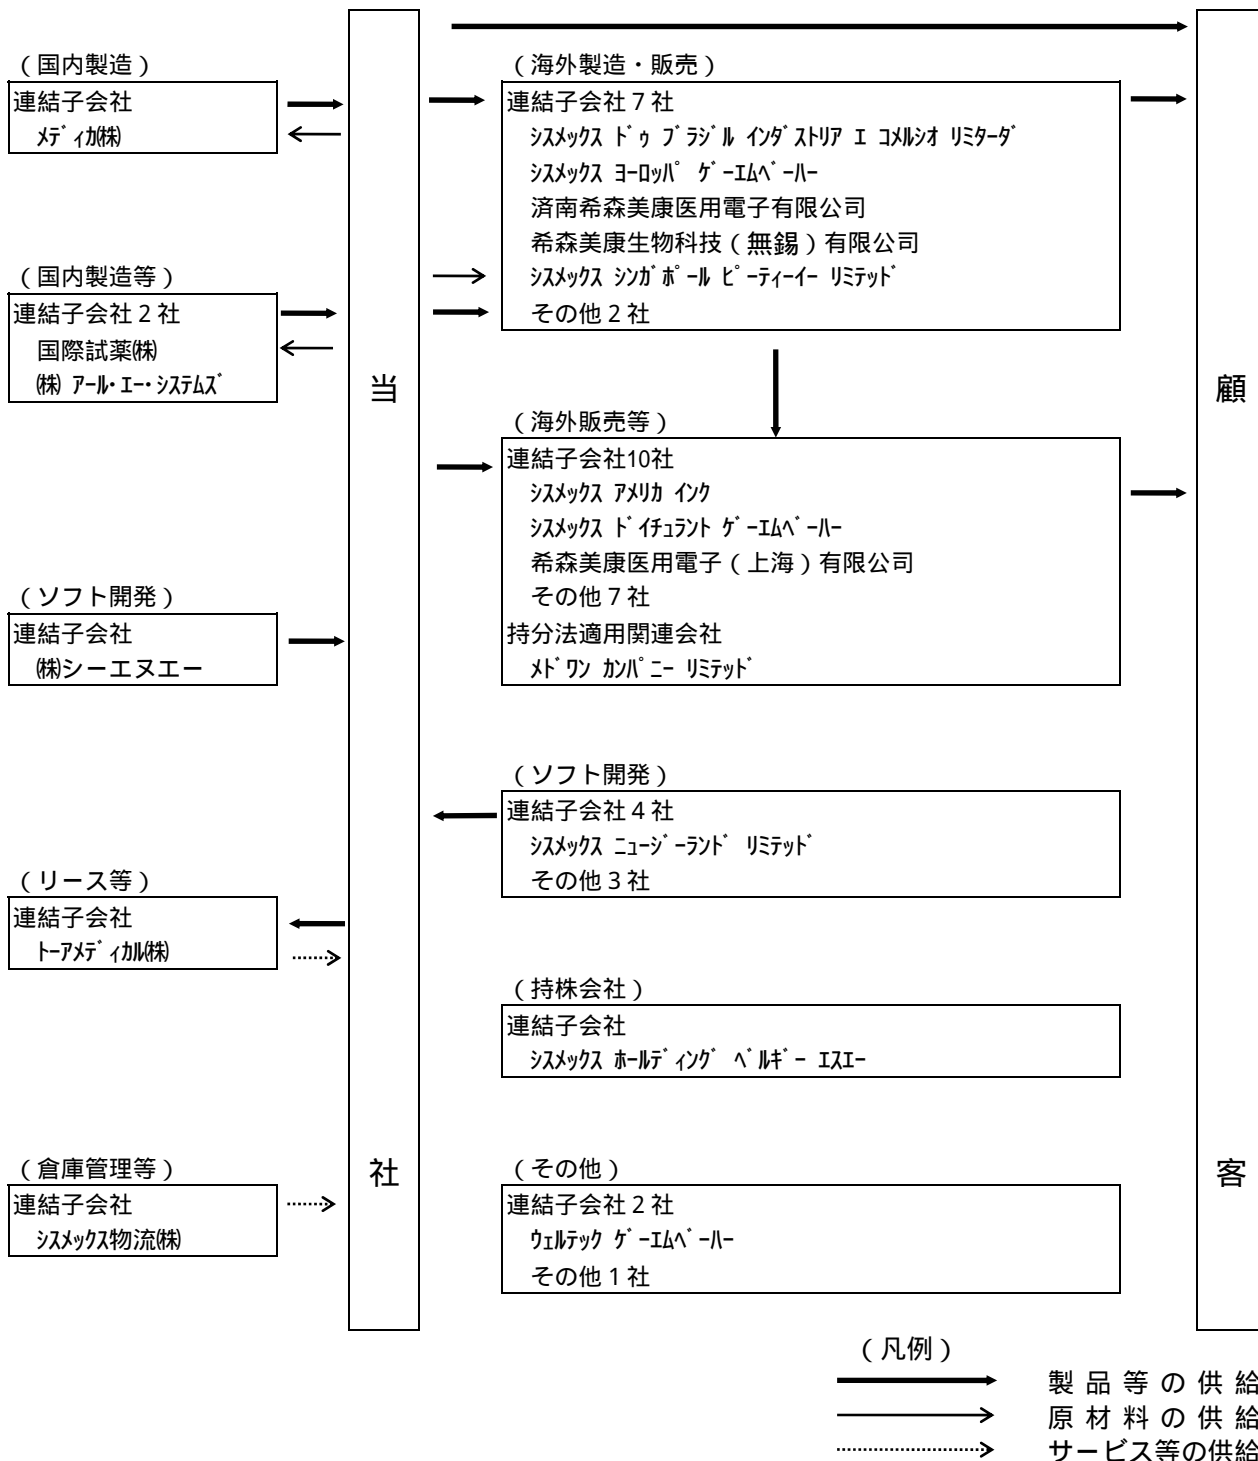 （国内製造）
連結子会社
ﾒﾃﾞｨｶ㈱
（国内製造等）
連結子会社２社
国際試薬㈱
㈱ ｱｰﾙ･ｴｰ･ｼｽﾃﾑｽﾞ
（ソフト開発）
連結子会社
㈱シーエヌエー
（リース等）
連結子会社
ﾄｰｱﾒﾃﾞｨｶﾙ㈱
（倉庫管理等）
連結子会社
ｼｽﾒｯｸｽ物流㈱
当
社
（海外製造・販売）
連結子会社７社
ｼｽﾒｯｸｽ ﾄﾞｩ ﾌﾞﾗｼﾞﾙ ｲﾝﾀﾞｽﾄﾘｱ ｴ ｺﾒﾙｼｵ ﾘﾐﾀｰﾀﾞ
ｼｽﾒｯｸｽ ﾖｰﾛｯﾊﾟ ｹﾞｰｴﾑﾍﾞｰﾊｰ
済南希森美康医用電子有限公司
希森美康生物科技（無錫）有限公司
ｼｽﾒｯｸｽ ｼﾝｶﾞﾎﾟｰﾙ ﾋﾟｰﾃｨｰｲｰ ﾘﾐﾃｯﾄﾞ
その他２社
（海外販売等）
連結子会社10社
ｼｽﾒｯｸｽ ｱﾒﾘｶ ｲﾝｸ
ｼｽﾒｯｸｽ ﾄﾞｲﾁｭﾗﾝﾄ ｹﾞｰｴﾑﾍﾞｰﾊｰ
希森美康医用電子（上海）有限公司
その他７社
持分法適用関連会社
ﾒﾄﾞﾜﾝ ｶﾝﾊﾟﾆｰ ﾘﾐﾃｯﾄﾞ
（ソフト開発）
連結子会社４社
ｼｽﾒｯｸｽ ﾆｭｰｼﾞｰﾗﾝﾄﾞ ﾘﾐﾃｯﾄﾞ
その他３社
（持株会社）
連結子会社
ｼｽﾒｯｸｽ ﾎｰﾙﾃﾞｨﾝｸﾞ ﾍﾞﾙｷﾞｰ ｴｽｴｰ
（その他）
連結子会社２社
ｳｪﾙﾃｯｸ ｹﾞｰｴﾑﾍﾞｰﾊｰ
その他１社
顧
客
（凡例）
製品等の供給
原材料の供給
サービス等の供給